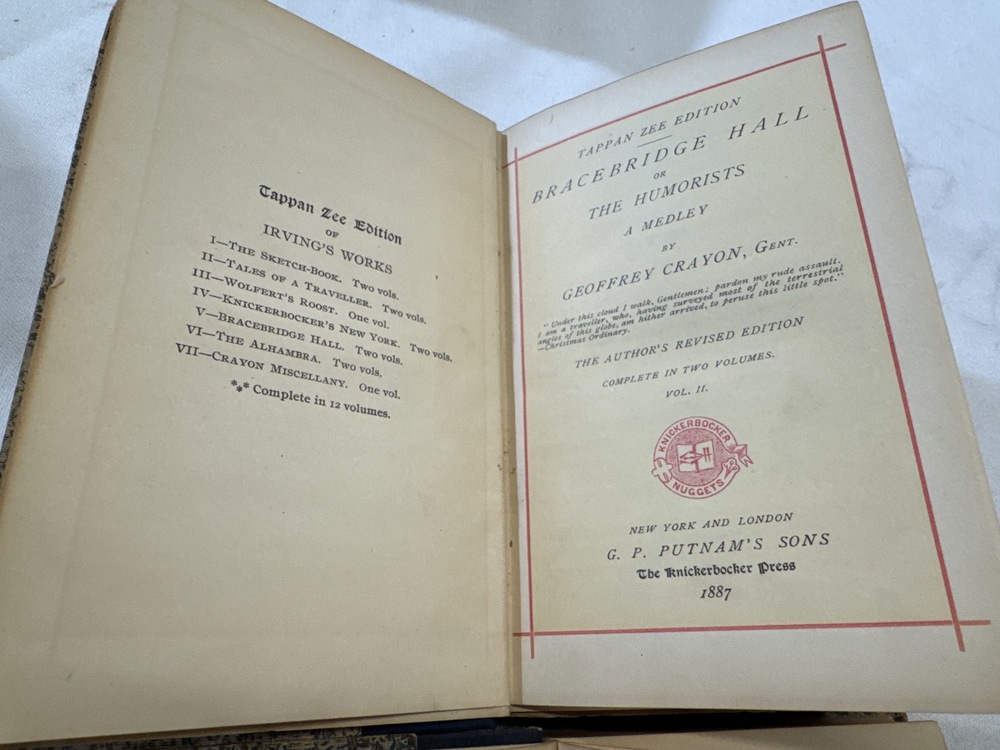 Tappan Zee Edition
OF
IRVING'S WORKS
I—THE SKETCH-BOOK. Two vols.
II—TALES OF A TRAVELLER. Two vols.
III—WOLFERT'S ROOST. One vol.
IV—KNICKERBOCKER'S NEW YORK. Two vols.
V—BRACEBRIDGE HALL. Two vols.
VI—THE ALHAMBRA. Two vols.
VII—CRAYON MISCELLANY. One vol.
*** Complete in 12 volumes.
TAPPAN ZEE EDITION
BRACEBRIDGE HALL
OR
THE HUMORISTS
A MEDLEY
BY
GEOFFREY CRAYON, GENT.
"Under this cloud I walk, Gentlemen; pardon my rude assault.
I am a traveller, who, having surveyed most of the terrestrial
angles of this globe, am hither arrived, to peruse this little spot."
—Christmas Ordinary.
THE AUTHOR'S REVISED EDITION
COMPLETE IN TWO VOLUMES.
VOL. II.
KNICKERBOCKER
NUGGETS
NEW YORK AND LONDON
G. P. PUTNAM'S SONS
The Knickerbocker Press
1887